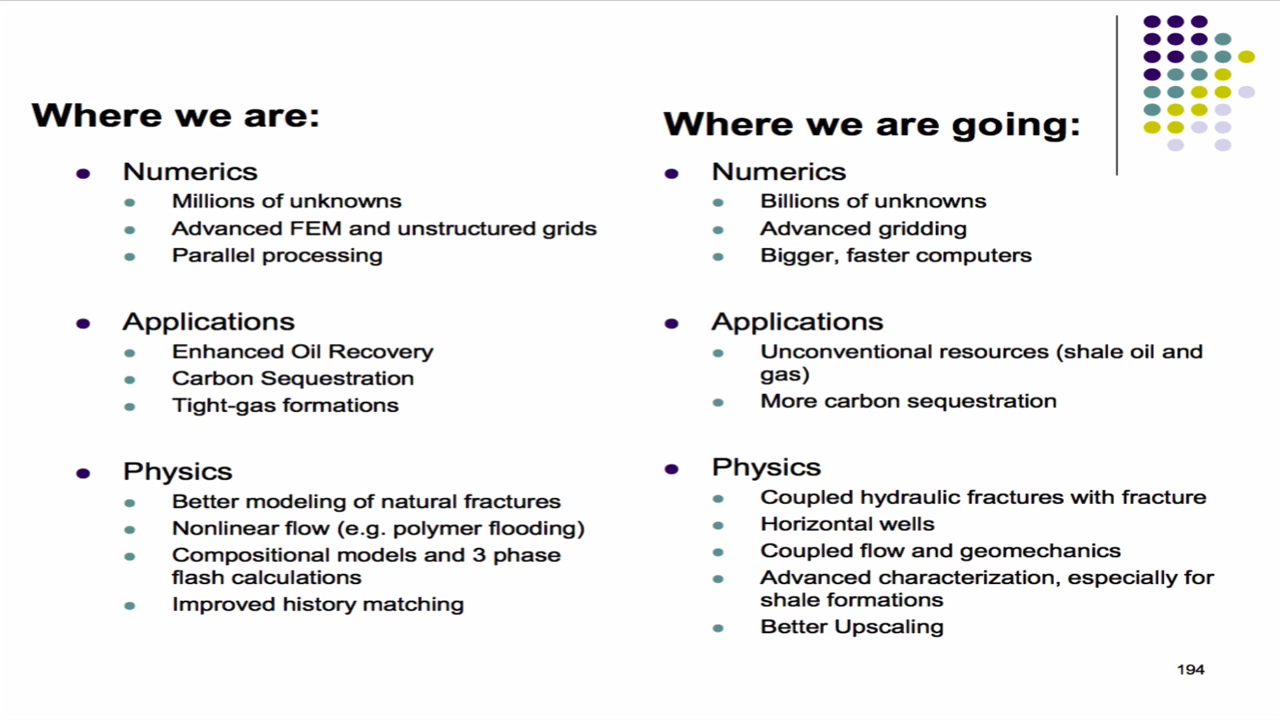 Where we are:
Numerics
Millions of unknowns
Advanced FEM and unstructured grids
Parallel processing
Applications
Enhanced Oil Recovery
Carbon Sequestration
Tight-gas formations
Physics
Better modeling of natural fractures
Nonlinear flow (e.g. polymer flooding)
Compositional models and 3 phase
flash calculations
Improved history matching
Where we are going:
Numerics
Billions of unknowns
Advanced gridding
Bigger, faster computers
Applications
Unconventional resources (shale oil and
gas)
More carbon sequestration
Physics
Coupled hydraulic fractures with fracture
Horizontal wells
Coupled flow and geomechanics
Advanced characterization, especially for
shale formations
Better Upscaling
194